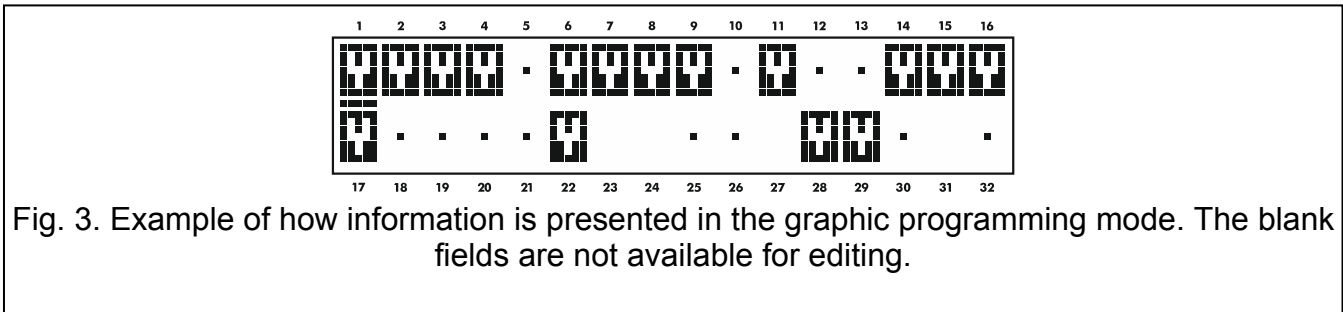 1 2 3 4 5 6 7 8 9 10 11 12 13 14 15 16
17 18 19 20 21 22 23 24 25 26 27 28 29 30 31 32
Fig. 3. Example of how information is presented in the graphic programming mode. The blank
fields are not available for editing.